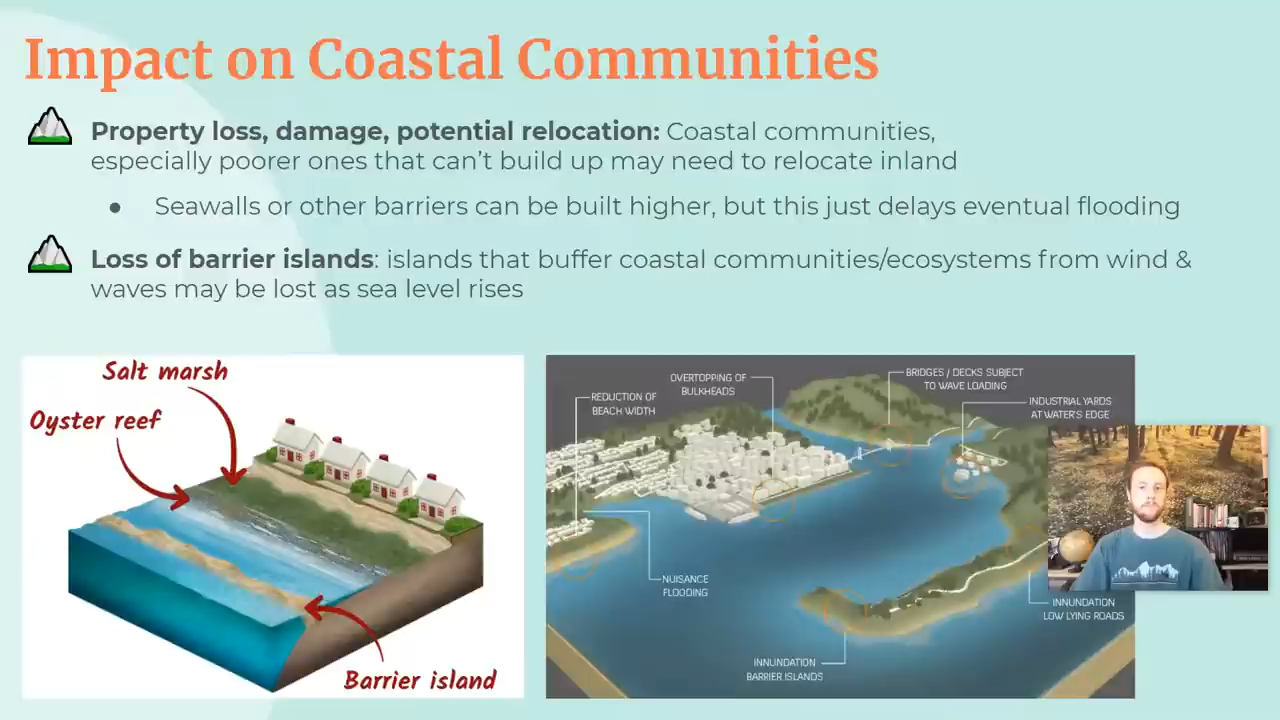 Impact on Coastal Communities
Property loss, damage, potential relocation: Coastal communities,
especially poorer ones that can't build up may need to relocate inland
● Seawalls or other barriers can be built higher, but this just delays eventual flooding
Loss of barrier islands: islands that buffer coastal communities/ecosystems from wind &
waves may be lost as sea level rises
Salt marsh
Oyster reef
Barrier island
REDUCTION OF
BEACH WIDTH
OVERTOPPING OF
BULKHEADS
BRIDGES / DECKS SUBJECT
TO WAVE LOADING
INDUSTRIAL YARDS
AT WATER'S EDGE
NUISANCE
FLOODING
INNUNDATION
BARRIER ISLANDS
INNUNDATION
LOW LYING ROADS